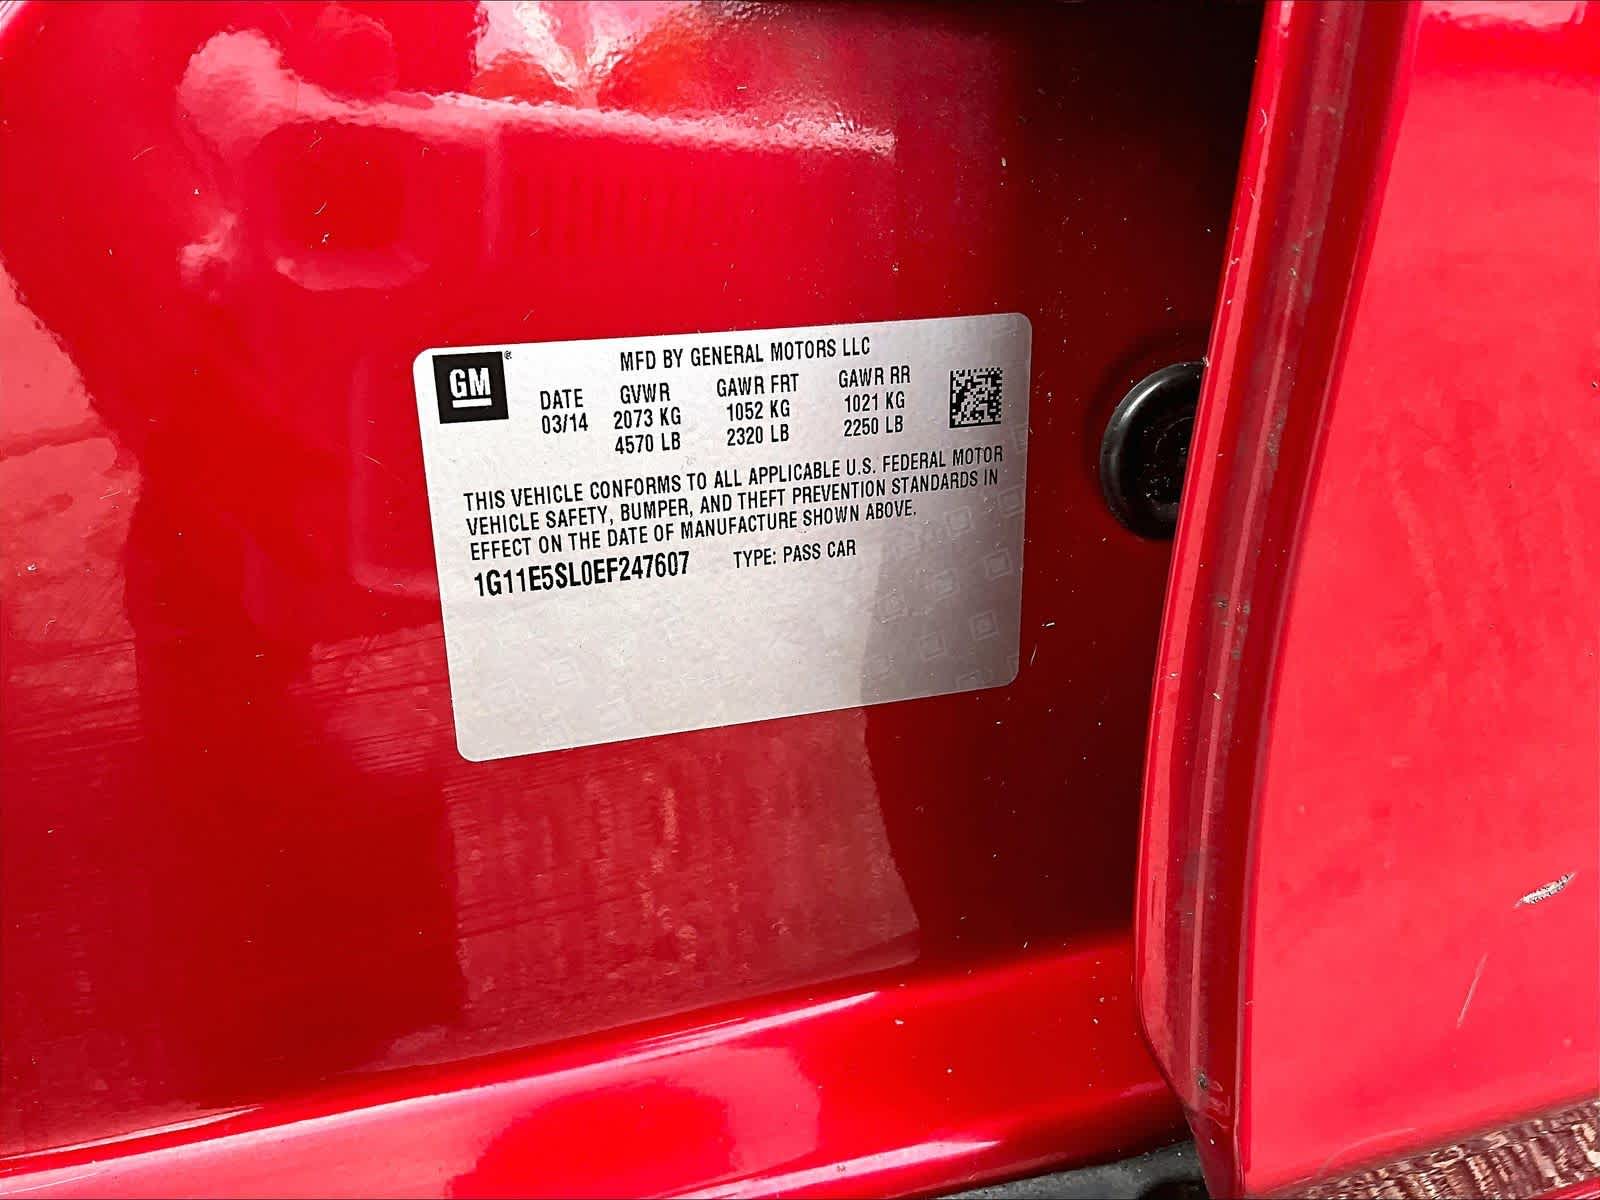 GM
MFD BY GENERAL MOTORS LLC
DATE GVWR GAWR FRT GAWR RR
03/14 2073 KG 1052 KG 1021 KG
4570 LB 2320 LB 2250 LB
THIS VEHICLE CONFORMS TO ALL APPLICABLE U.S. FEDERAL MOTOR
VEHICLE SAFETY, BUMPER, AND THEFT PREVENTION STANDARDS IN
EFFECT ON THE DATE OF MANUFACTURE SHOWN ABOVE.
1G11E5SL0EF247607 TYPE: PASS CAR